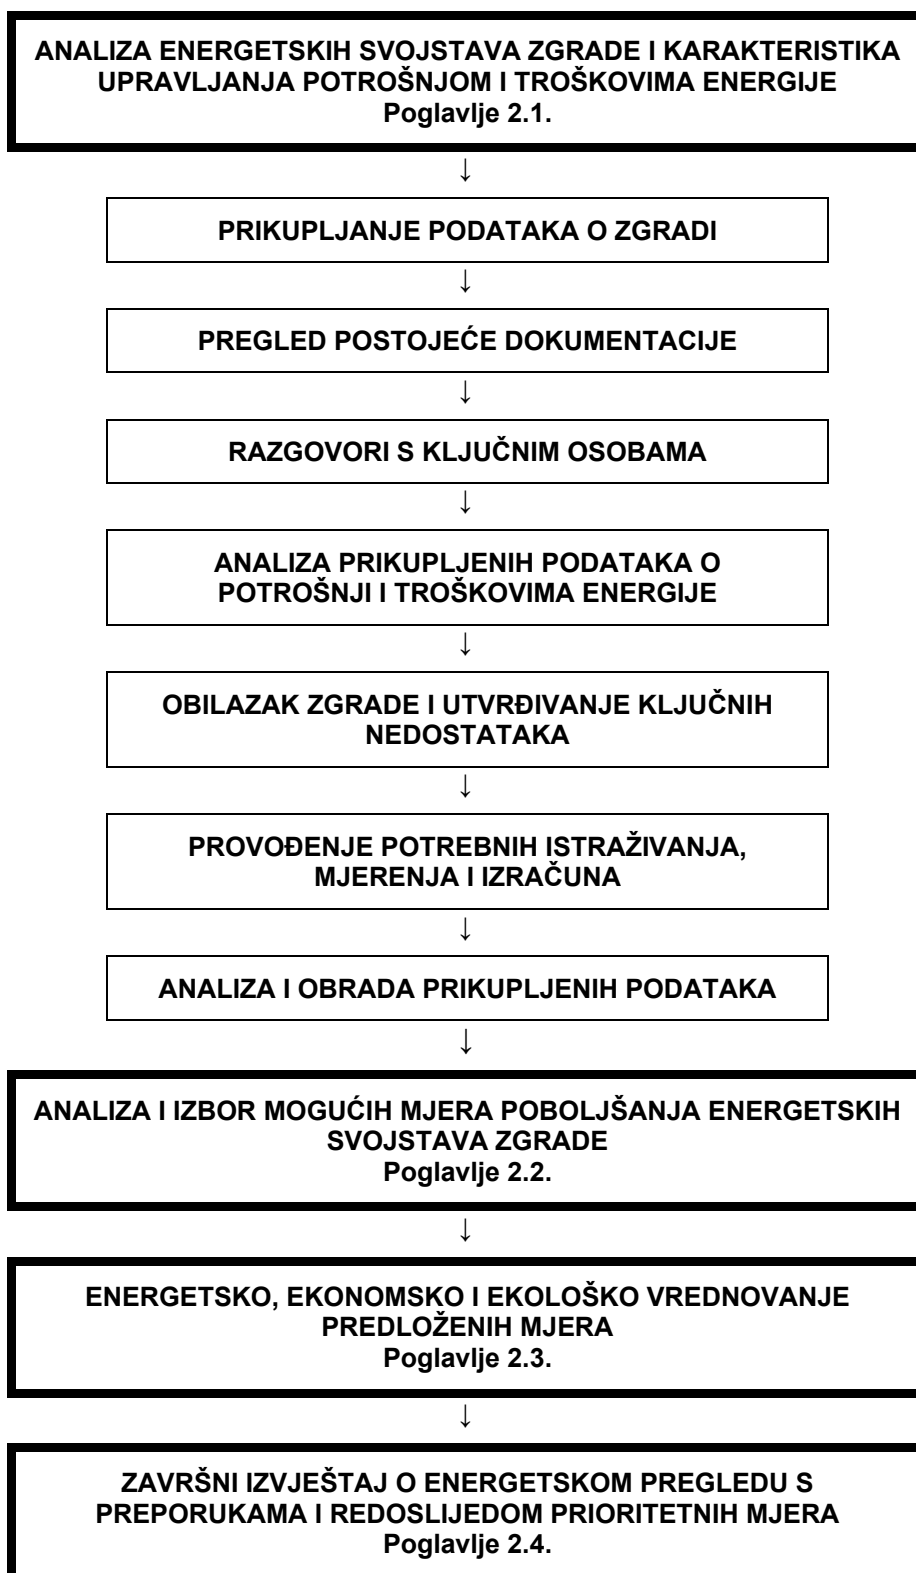 ANALIZA ENERGETSKIH SVOJSTAVA ZGRADE I KARAKTERISTIKA
UPRAVLJANJA POTROŠNJOM I TROŠKOVIMA ENERGIJE
Poglavlje 2.1.
↓
PRIKUPLJANJE PODATAKA O ZGRADI
↓
PREGLED POSTOJEĆE DOKUMENTACIJE
↓
RAZGOVORI S KLJUČNIM OSOBAMA
↓
ANALIZA PRIKUPLJENIH PODATAKA O
POTROŠNJI I TROŠKOVIMA ENERGIJE
↓
OBILAZAK ZGRADE I UTVRĐIVANJE KLJUČNIH
NEDOSTATAKA
↓
PROVOĐENJE POTREBNIH ISTRAŽIVANJA,
MJERENJA I IZRAČUNA
↓
ANALIZA I OBRADA PRIKUPLJENIH PODATAKA
↓
ANALIZA I IZBOR MOGUĆIH MJERA POBOLJŠANJA ENERGETSKIH
SVOJSTAVA ZGRADE
Poglavlje 2.2.
↓
ENERGETSKO, EKONOMSKO I EKOLOŠKO VREDNOVANJE
PREDLOŽENIH MJERA
Poglavlje 2.3.
↓
ZAVRŠNI IZVJEŠTAJ O ENERGETSKOM PREGLEDU S
PREPORUKAMA I REDOSLIJEDOM PRIORITETNIH MJERA
Poglavlje 2.4.